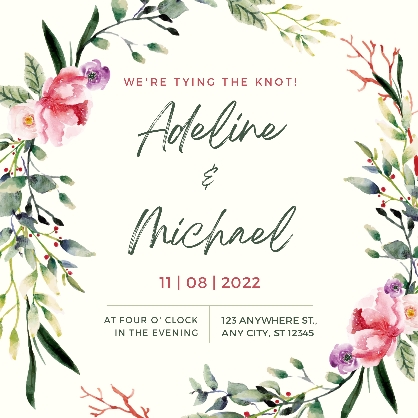 WE'RE TYING THE KNOT!
Adeline
&
Michael
11 | 08 | 2022
AT FOUR O' CLOCK
IN THE EVENING
123 ANYWHERE ST.,
ANY CITY, ST 12345